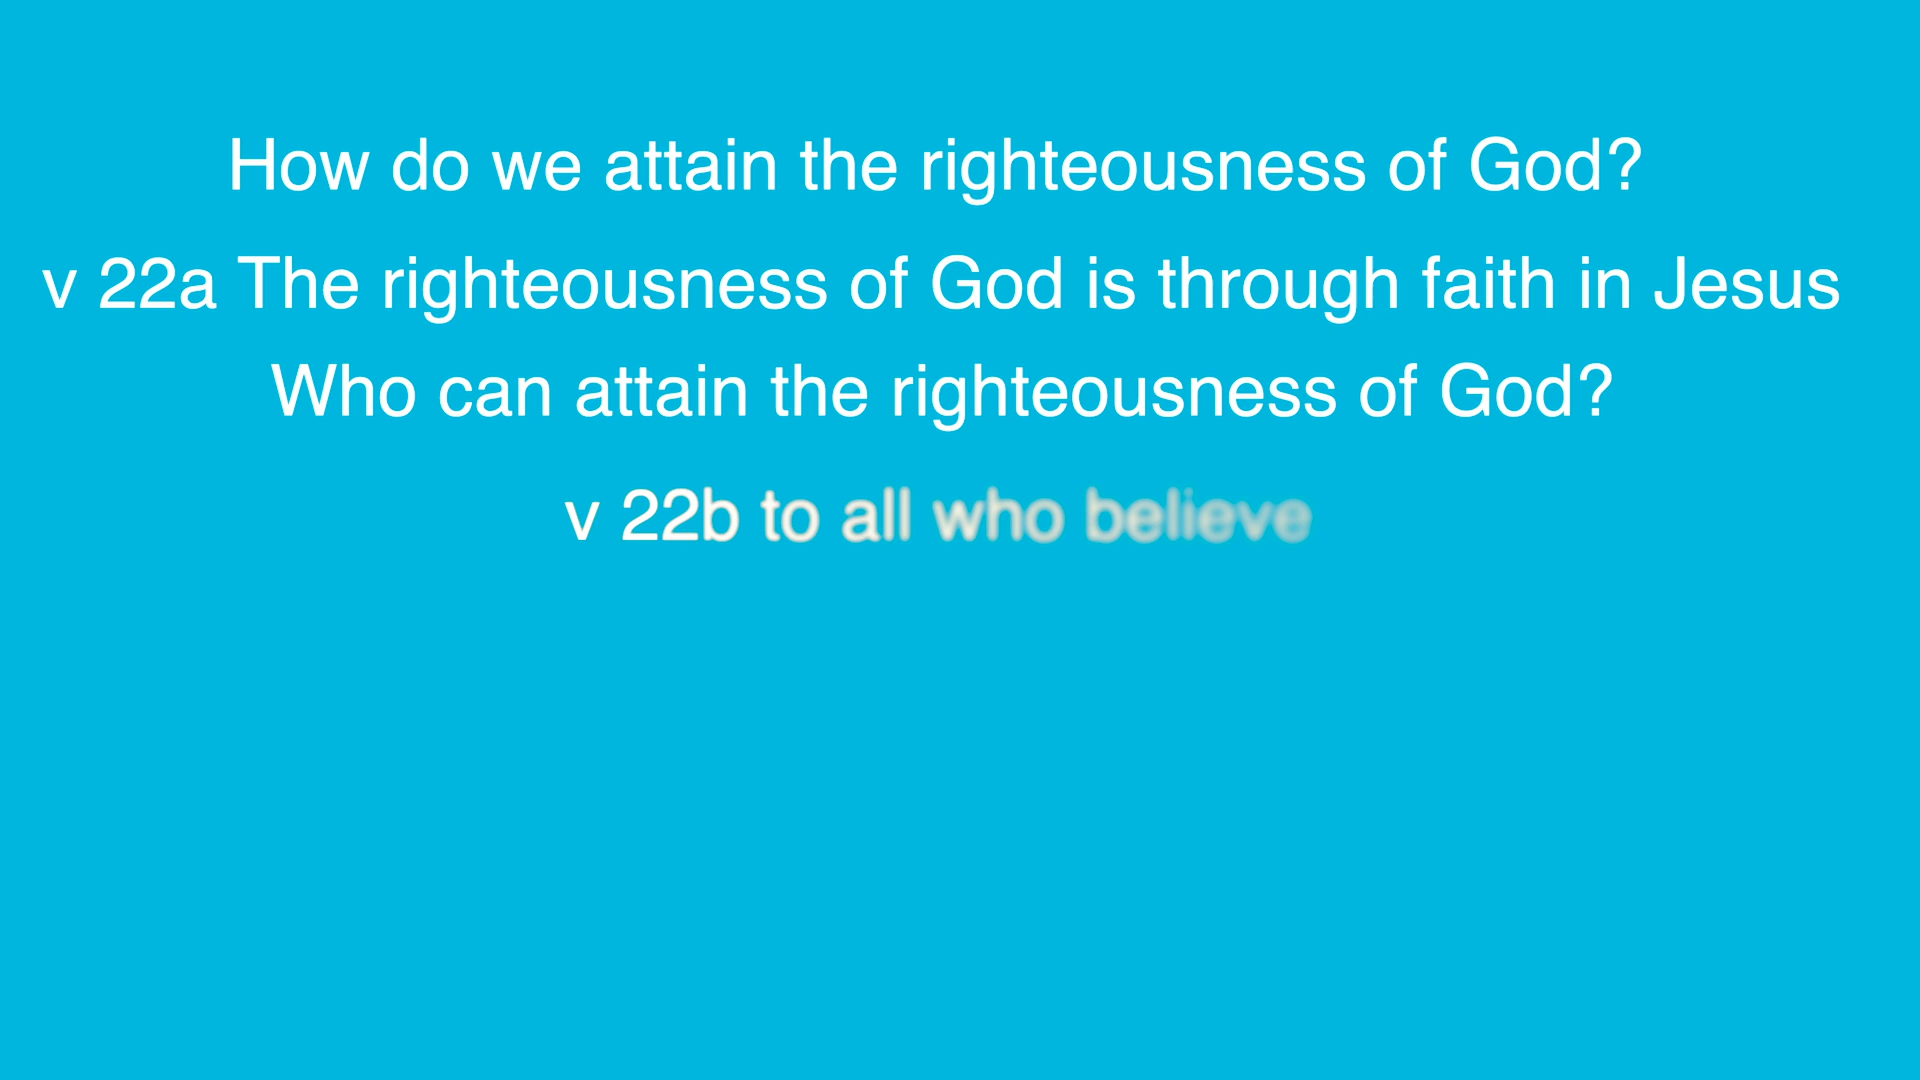 How do we attain the righteousness of God?
v 22a The righteousness of God is through faith in Jesus
Who can attain the righteousness of God?
v 22b to all who believe